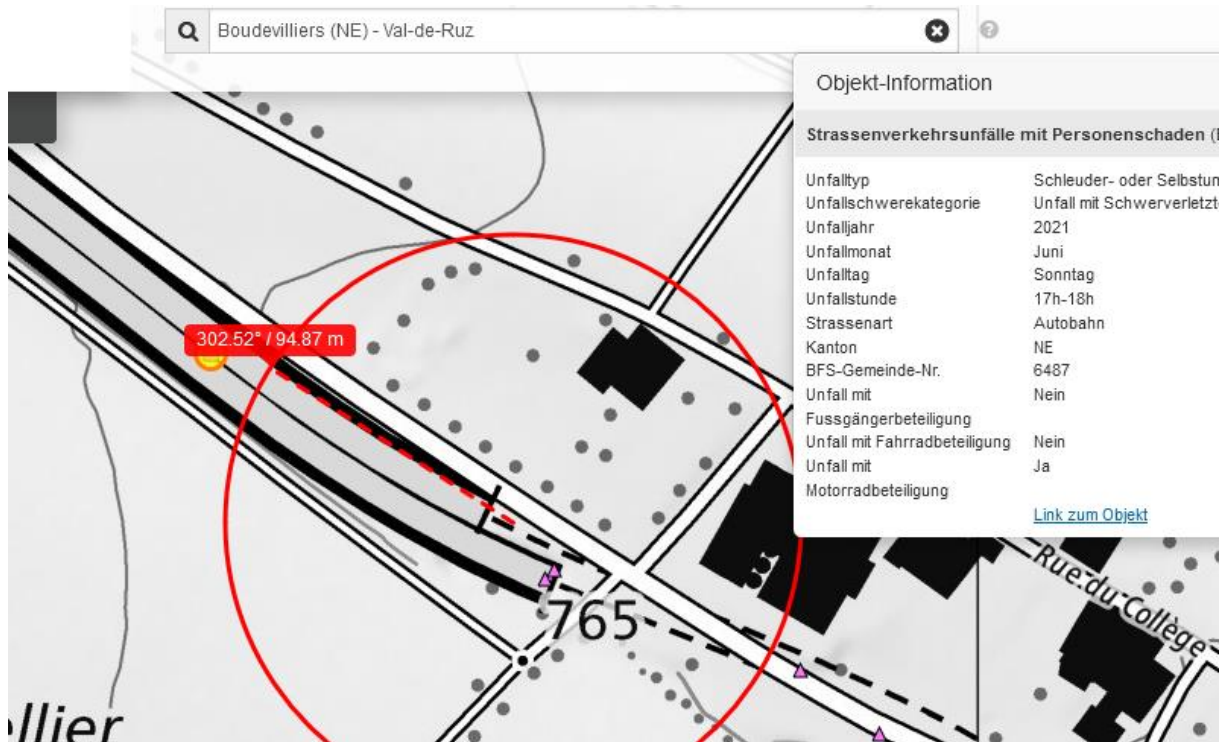 Boudevilliers (NE) - Val-de-Ruz
Objekt-Information
Strassenverkehrsunfälle mit Personenschaden (
Unfalltyp Schleuder- oder Selbstun
Unfallschwerekategorie Unfall mit Schwerverletzt
Unfalljahr 2021
Unfallmonat Juni
Unfalltag Sonntag
Unfallstunde 17h-18h
Strassenart Autobahn
Kanton NE
BFS-Gemeinde-Nr. 6487
Unfall mit Nein
Fussgängerbeteiligung
Unfall mit Fahrradbeteiligung Nein
Unfall mit Ja
Motorradbeteiligung
Link zum Objekt
302.52° / 94.87 m
765
Rue du Collège
ellier